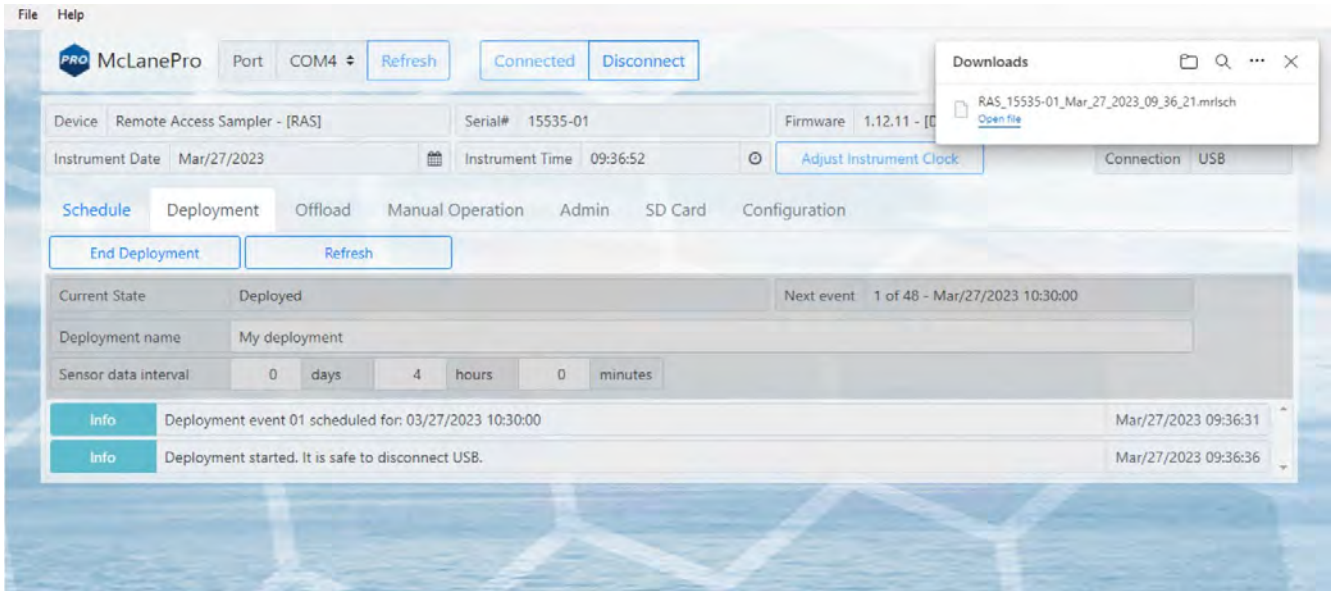 File Help
PRO McLanePro Port COM4 Refresh Connected Disconnect
Downloads
RAS_15535-01_Mar_27_2023_09_36_21.mrlsch
Open file
Device Remote Access Sampler - [RAS] Serial# 15535-01 Firmware 1.12.11 - [D
Instrument Date Mar/27/2023 Instrument Time 09:36:52 Adjust Instrument Clock Connection USB
Schedule Deployment Offload Manual Operation Admin SD Card Configuration
End Deployment Refresh
Current State Deployed Next event 1 of 48 - Mar/27/2023 10:30:00
Deployment name My deployment
Sensor data interval 0 days 4 hours 0 minutes
Info Deployment event 01 scheduled for: 03/27/2023 10:30:00 Mar/27/2023 09:36:31
Info Deployment started. It is safe to disconnect USB. Mar/27/2023 09:36:36